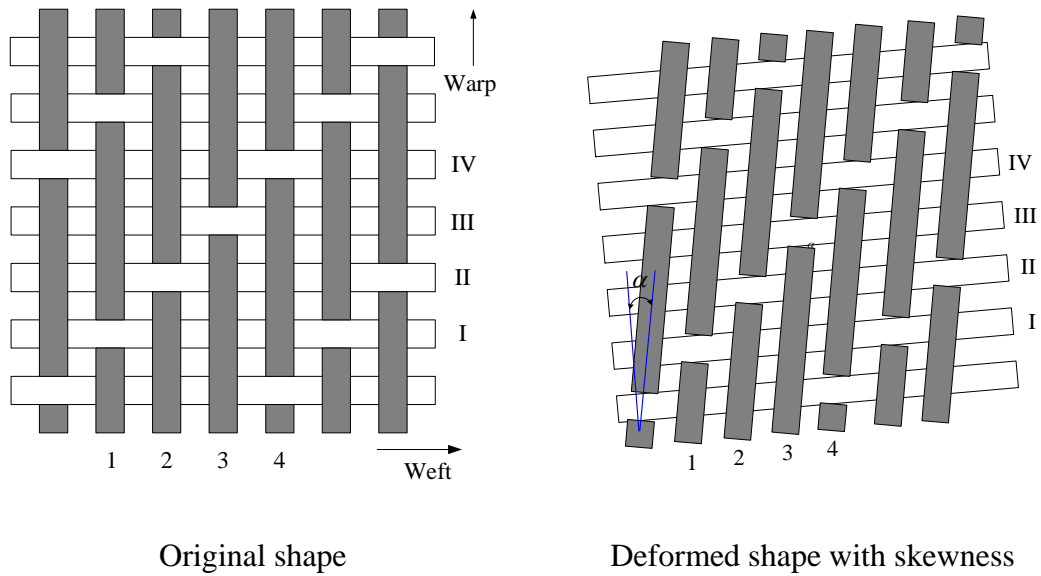 Warp
IV
III
II
I
1 2 3 4
Weft
Original shape
IV
III
II
I
α
1 2 3 4
Deformed shape with skewness